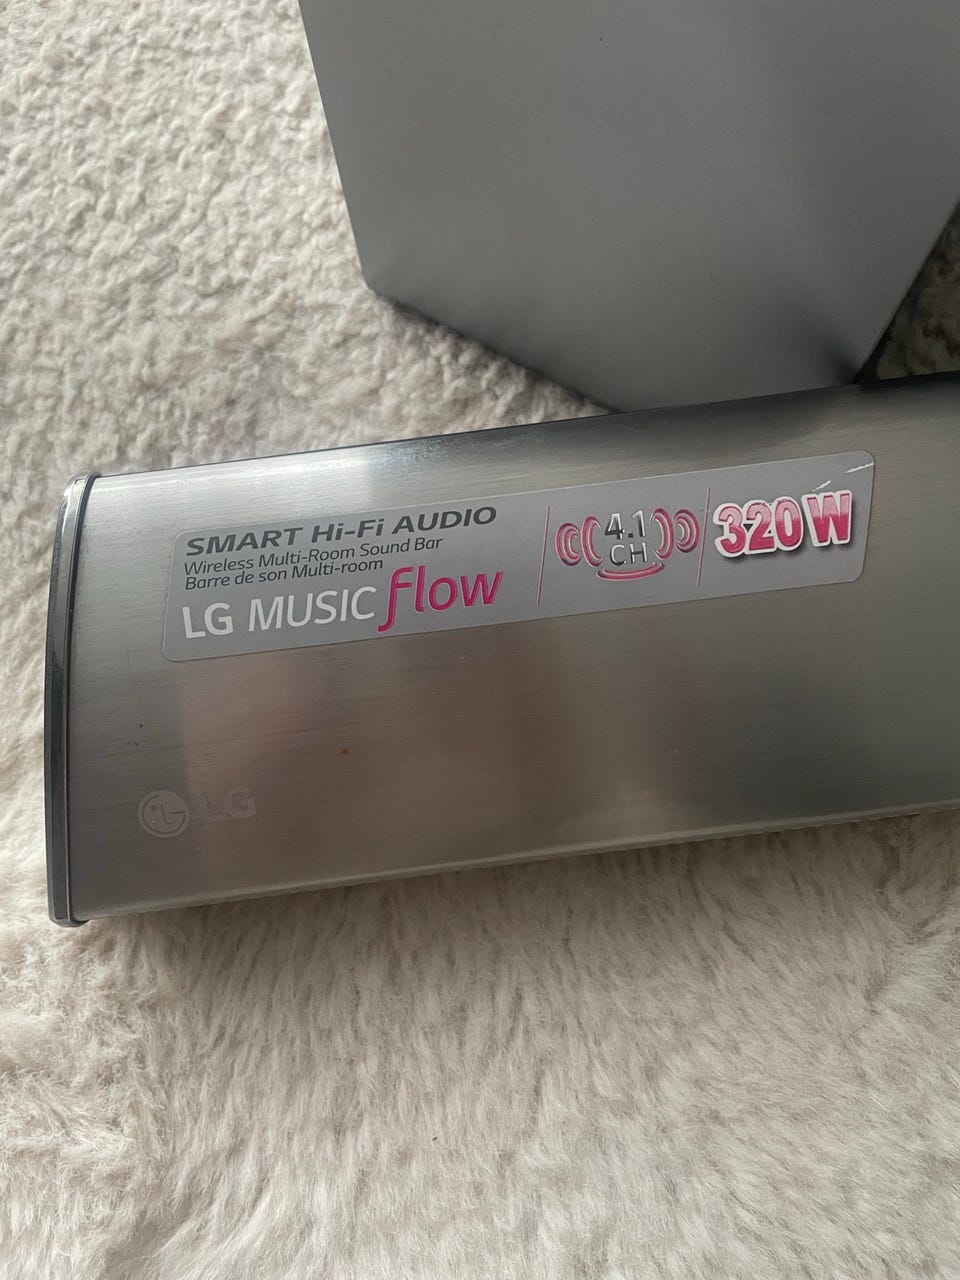 SMART Hi-Fi AUDIO
Wireless Multi-Room Sound Bar
Barre de son Multi-room
LG MUSIC flow
4.1
CH
320W
LG